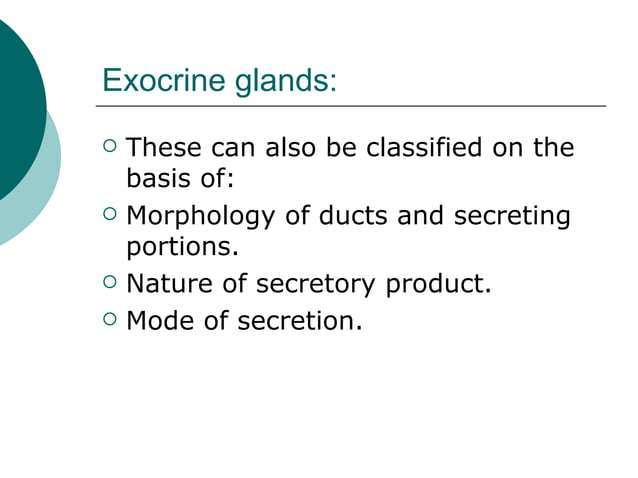 Exocrine glands:
These can also be classified on the
basis of:
Morphology of ducts and secreting
portions.
Nature of secretory product.
Mode of secretion.